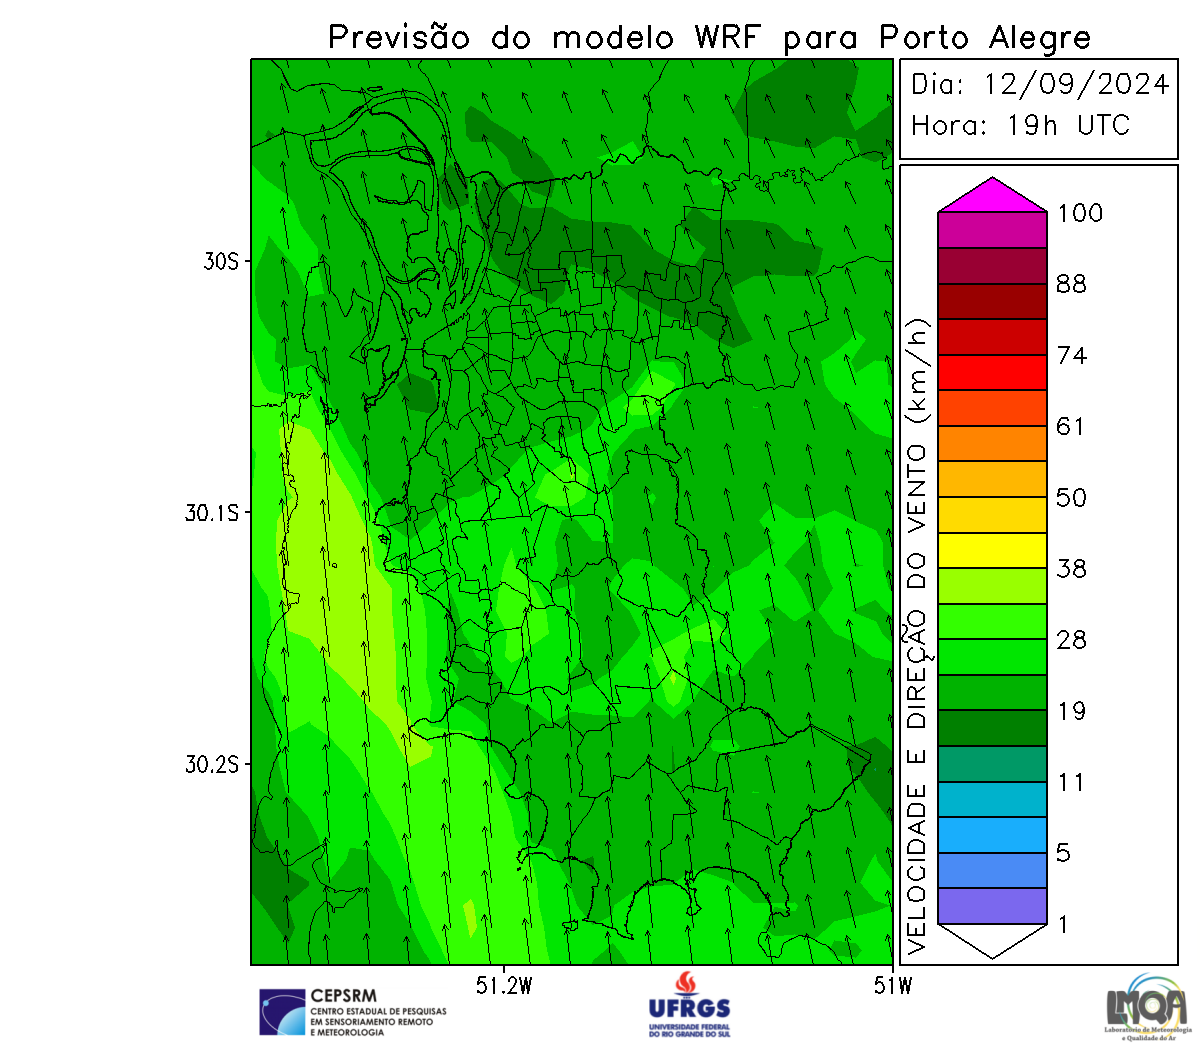 Previsão do modelo WRF para Porto Alegre
Dia: 12/09/2024
Hora: 19h UTC
30S
30.1S
30.2S
51.2W
51W
VELOCIDADE E DIREÇÃO DO VENTO (km/h)
100
88
74
61
50
38
28
19
11
5
1
CEPSRM
CENTRO ESTADUAL DE PESQUISAS
EM SENSORIAMENTO REMOTO
E METEOROLOGIA
UFRGS
UNIVERSIDADE FEDERAL
DO RIO GRANDE DO SUL
LMQA
Laboratório de Meteorologia
e Qualidade do Ar